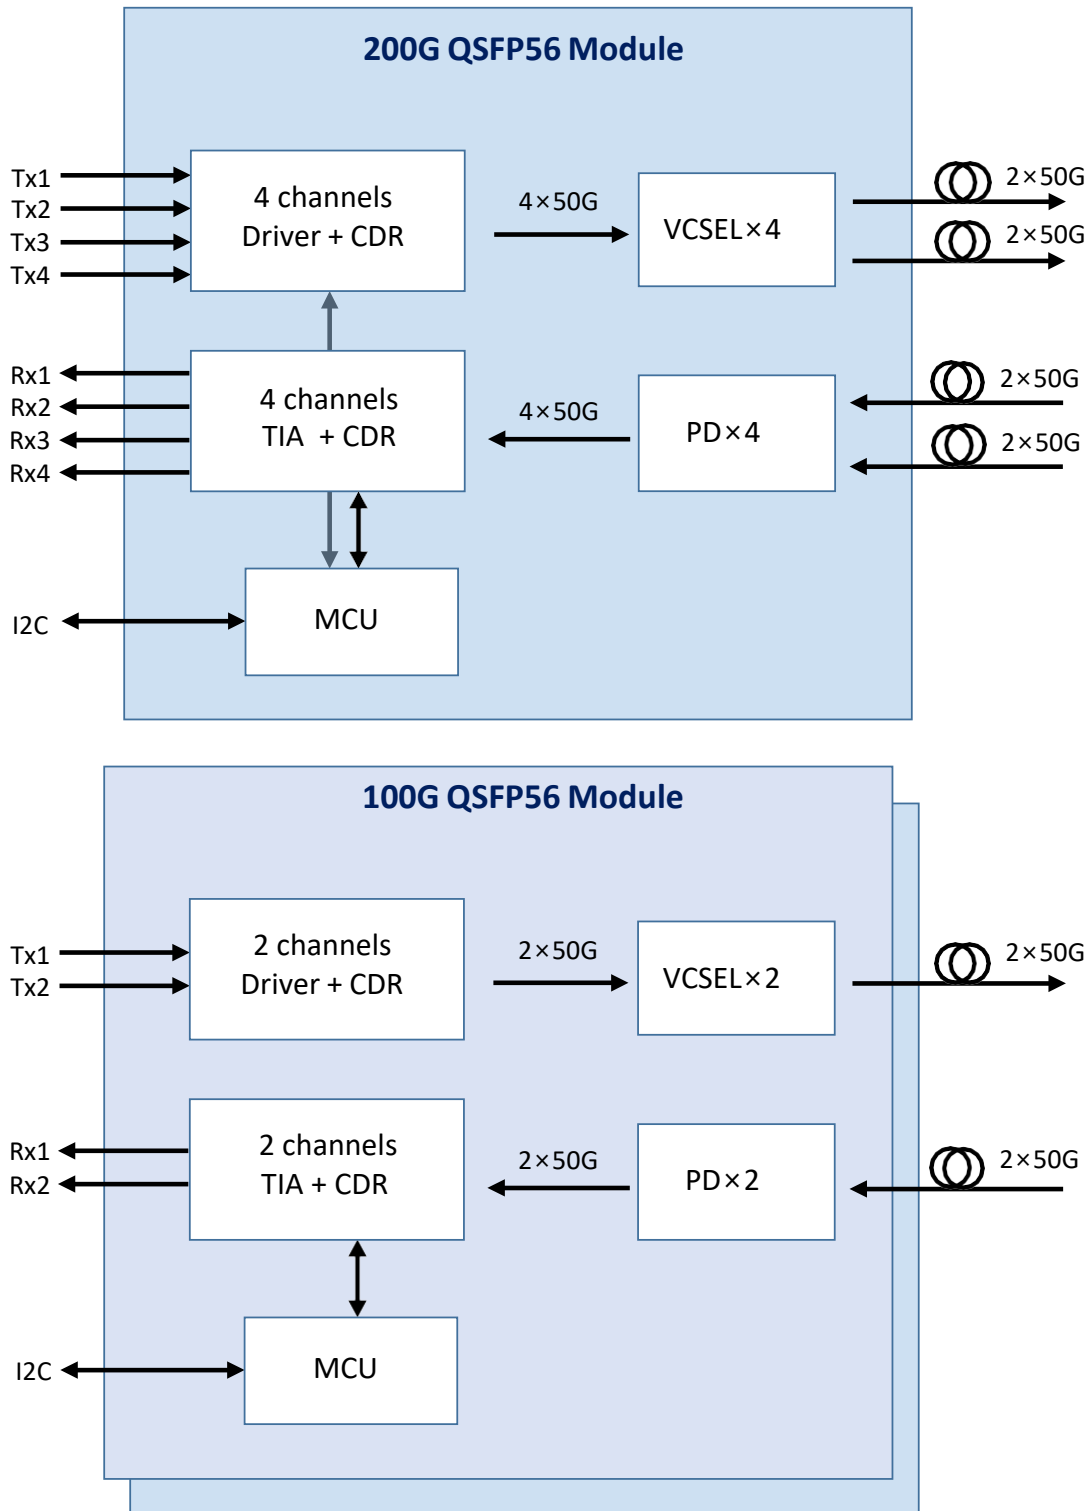 200G QSFP56 Module
Tx1
Tx2
Tx3
Tx4
4 channels
Driver + CDR
4×50G
VCSEL×4
2×50G
2×50G
Rx1
Rx2
Rx3
Rx4
4 channels
TIA + CDR
4×50G
PD×4
2×50G
2×50G
I2C
MCU
100G QSFP56 Module
Tx1
Tx2
2 channels
Driver + CDR
2×50G
VCSEL×2
2×50G
Rx1
Rx2
2 channels
TIA + CDR
2×50G
PD×2
2×50G
I2C
MCU